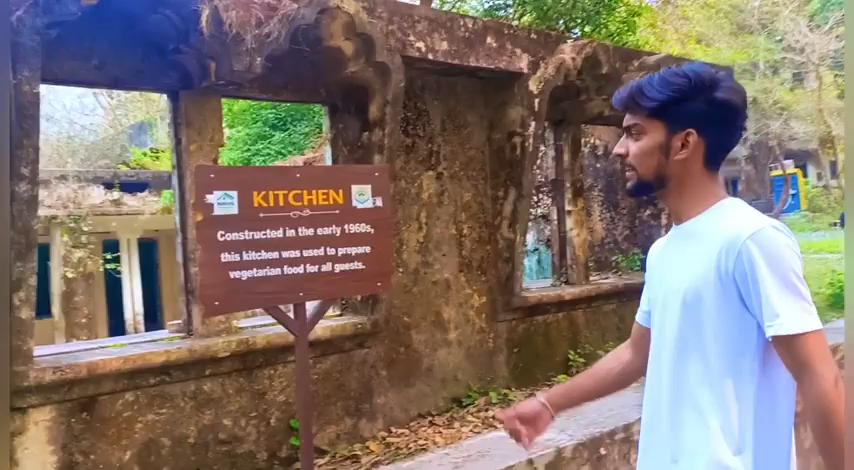 KITCHEN
Constructed in the early 1960s,
this kitchen was used to prepare
vegetarian food for all guests.